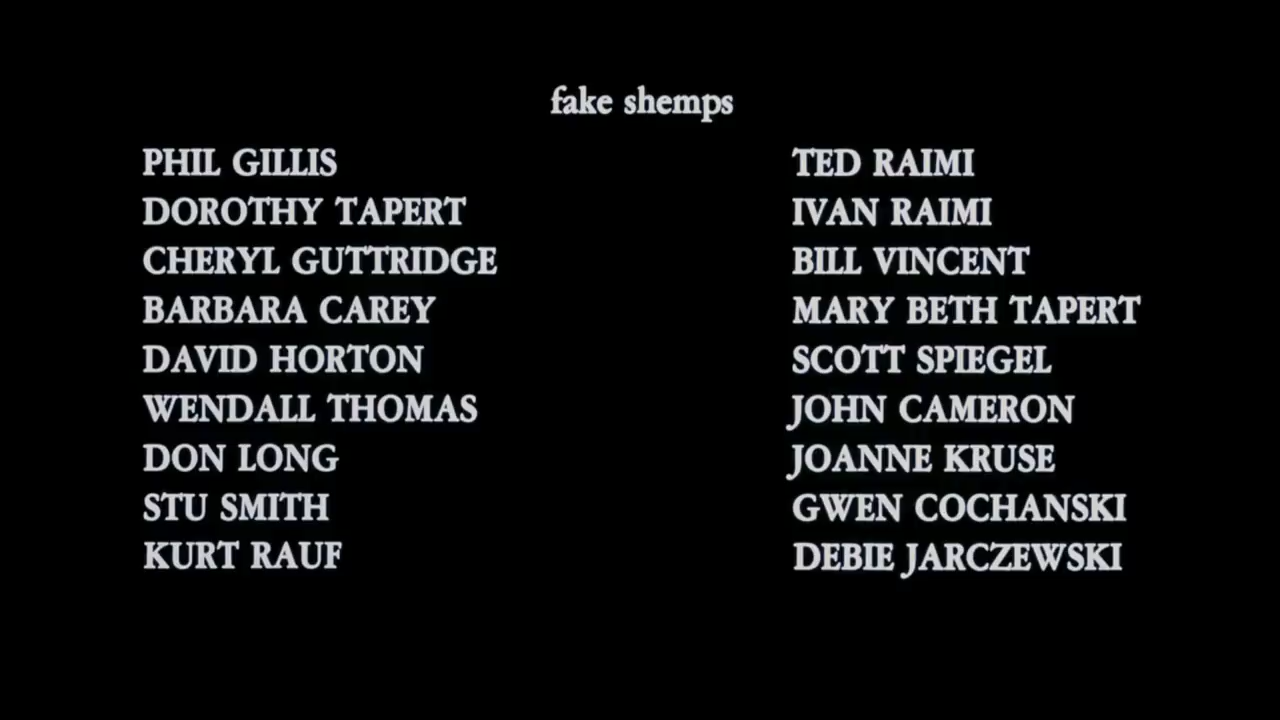 fake shemps
PHIL GILLIS
DOROTHY TAPERT
CHERYL GUTTRIDGE
BARBARA CAREY
DAVID HORTON
WENDALL THOMAS
DON LONG
STU SMITH
KURT RAUF
TED RAIMI
IVAN RAIMI
BILL VINCENT
MARY BETH TAPERT
SCOTT SPIEGEL
JOHN CAMERON
JOANNE KRUSE
GWEN COCHANSKI
DEBIE JARCZEWSKI